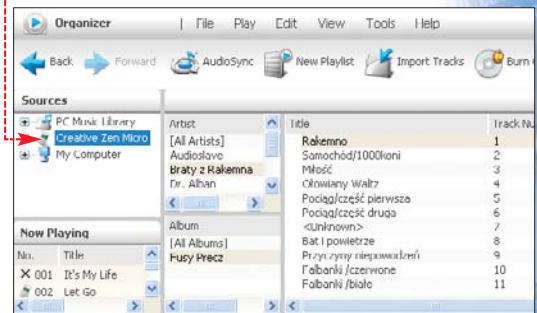 Organizer | File Play Edit View Tools Help
Back Forward AudioSync New Playlist Import Tracks Burn
Sources
PC Music Library
Creative Zen Micro
My Computer
Now Playing
No. Title
001 It's My Life
002 Let Go
Artist
[All Artists]
Audioslave
Braty z Rakemna
Dr. Alban
Album
[All Albums]
Husy Precz
Title Track Nu
Rakemno 1
Samochód/1000koni 2
Miłość 3
Ołowiany Waltz 4
Pociąg/część pierwsza 5
Pociąg/część druga 6
<Unknown> 7
Bat i powietrze 8
Przyczyny niepowodzeń 9
Falbanki /czerwone 10
Falbanki /białe 11